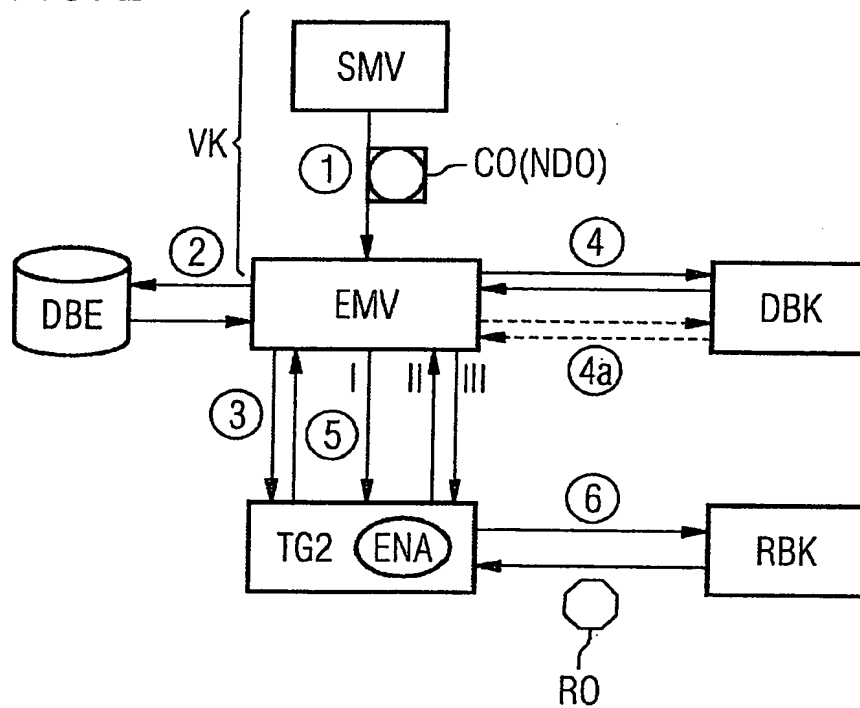 SMV
VK
1
CO(NDO)
2
4
DBE
EMV
DBK
4a
I
II
III
3
5
6
TG2
ENA
RBK
RO